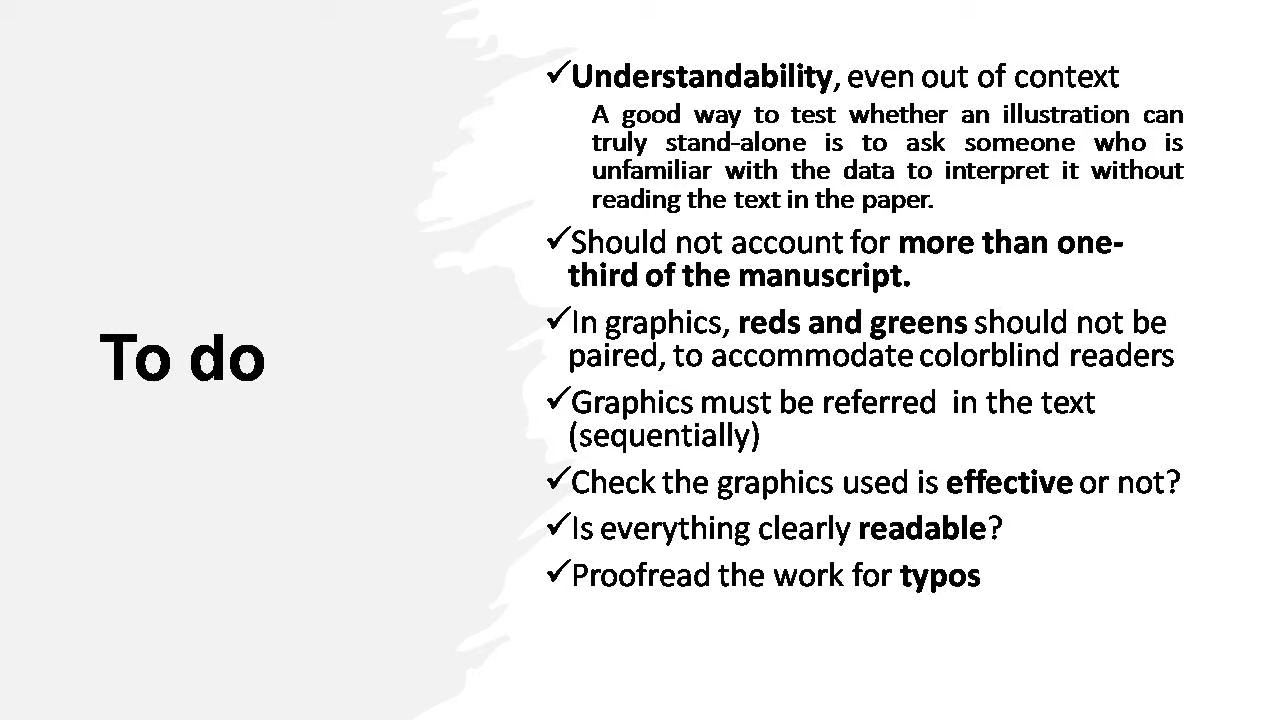 To do
✓Understandability, even out of context
A good way to test whether an illustration can
truly stand-alone is to ask someone who is
unfamiliar with the data to interpret it without
reading the text in the paper.
✓Should not account for more than one-
third of the manuscript.
✓In graphics, reds and greens should not be
paired, to accommodate colorblind readers
✓Graphics must be referred in the text
(sequentially)
✓Check the graphics used is effective or not?
✓Is everything clearly readable?
✓Proofread the work for typos